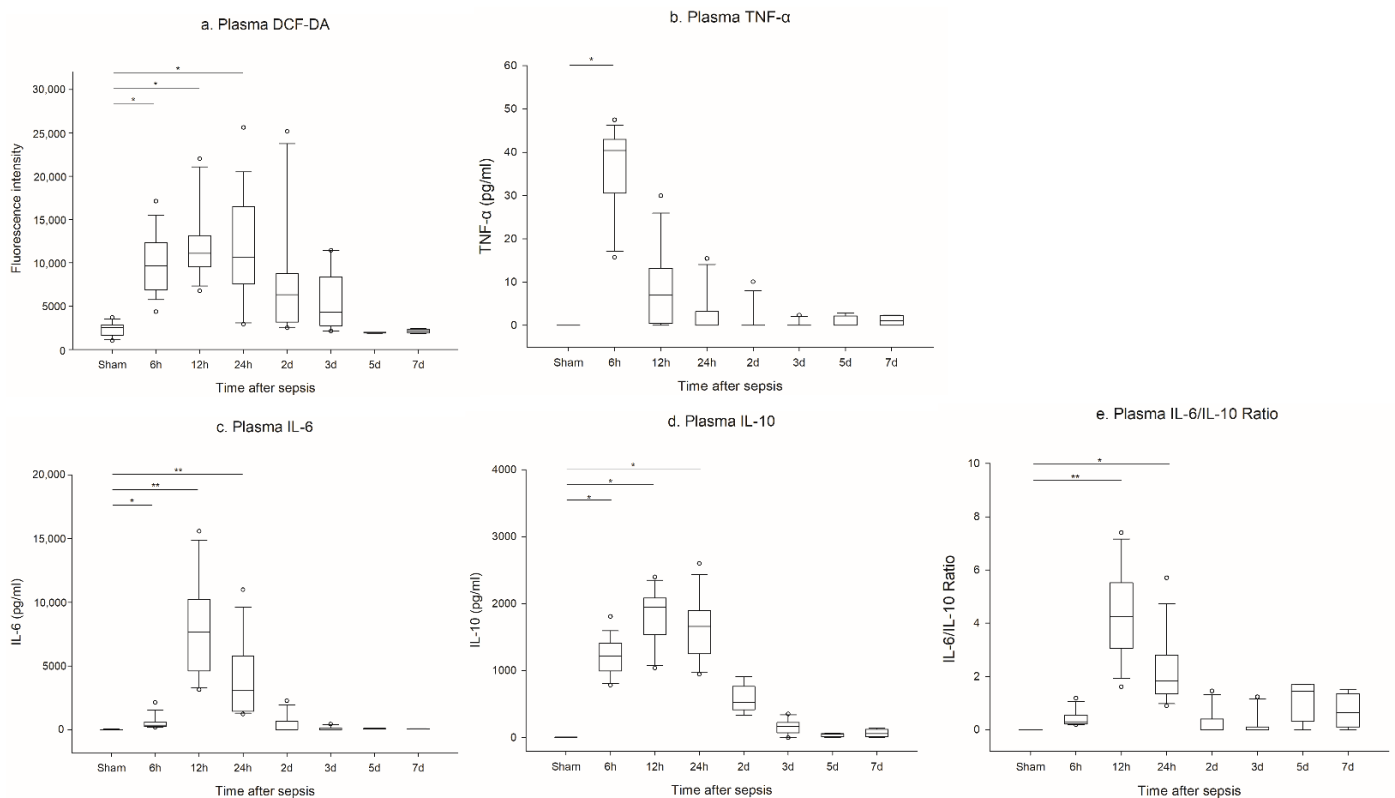 a. Plasma DCF-DA
*
*
*
30,000
25,000
20,000
15,000
10,000
5000
0
Fluorescence intensity
Sham 6h 12h 24h 2d 3d 5d 7d
Time after sepsis
b. Plasma TNF-α
*
60
50
40
30
20
10
0
TNF-α (pg/ml)
Sham 6h 12h 24h 2d 3d 5d 7d
Time after sepsis
c. Plasma IL-6
**
**
*
20,000
15,000
10,000
5000
0
IL-6 (pg/ml)
Sham 6h 12h 24h 2d 3d 5d 7d
Time after sepsis
d. Plasma IL-10
*
*
*
4000
3000
2000
1000
0
IL-10 (pg/ml)
Sham 6h 12h 24h 2d 3d 5d 7d
Time after sepsis
e. Plasma IL-6/IL-10 Ratio
*
**
10
8
6
4
2
0
IL-6/IL-10 Ratio
Sham 6h 12h 24h 2d 3d 5d 7d
Time after sepsis